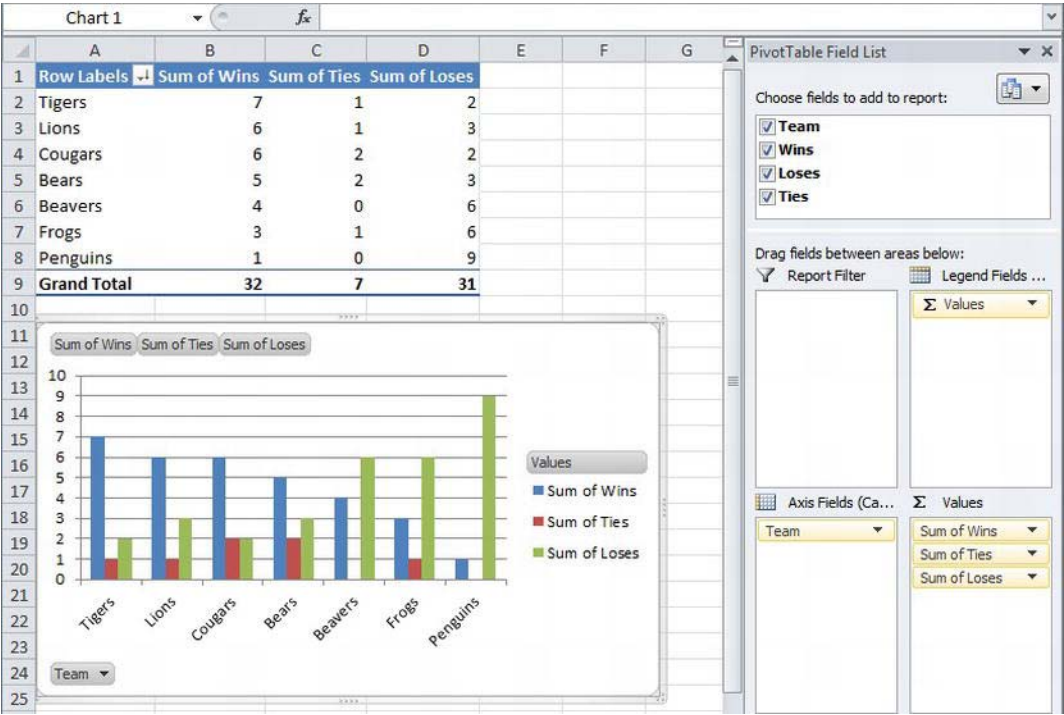 Chart 1 fx
A B C D E F G
1 Row Labels Sum of Wins Sum of Ties Sum of Loses
2 Tigers 7 1 2
3 Lions 6 1 3
4 Cougars 6 2 2
5 Bears 5 2 3
6 Beavers 4 0 6
7 Frogs 3 1 6
8 Penguins 1 0 9
9 Grand Total 32 7 31
10
11
12
13
14
15
16
17
18
19
20
21
22
23
24
25
Sum of Wins Sum of Ties Sum of Loses
10
9
8
7
6
5
4
3
2
1
0
Tigers Lions Cougars Bears Beavers Frogs Penguins
Values
Sum of Wins
Sum of Ties
Sum of Loses
Team
PivotTable Field List
Choose fields to add to report:
Team
Wins
Loses
Ties
Drag fields between areas below:
Report Filter Legend Fields ...
Σ Values
Axis Fields (Ca... Σ Values
Team Sum of Wins
Sum of Ties
Sum of Loses